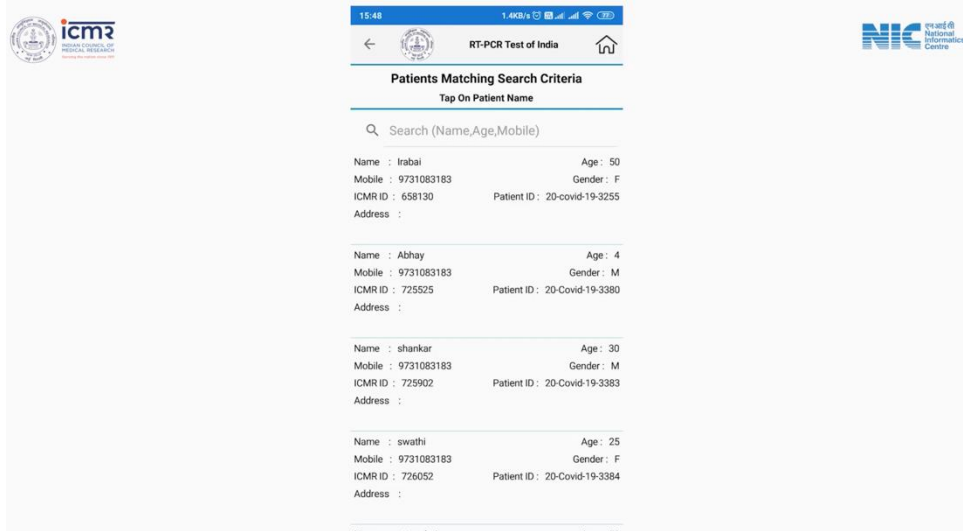 icmr
INDIAN COUNCIL OF
MEDICAL RESEARCH
15:48 1.4KB/s 77
RT-PCR Test of India
एन आई सी
National
Informatics
Centre
NIC
Patients Matching Search Criteria
Tap On Patient Name
Search (Name,Age,Mobile)
Name : Irabai Age : 50
Mobile : 9731083183 Gender : F
ICMR ID : 658130 Patient ID : 20-covid-19-3255
Address :
Name : Abhay Age : 4
Mobile : 9731083183 Gender : M
ICMR ID : 725525 Patient ID : 20-Covid-19-3380
Address :
Name : shankar Age : 30
Mobile : 9731083183 Gender : M
ICMR ID : 725902 Patient ID : 20-Covid-19-3383
Address :
Name : swathi Age : 25
Mobile : 9731083183 Gender : F
ICMR ID : 726052 Patient ID : 20-Covid-19-3384
Address :